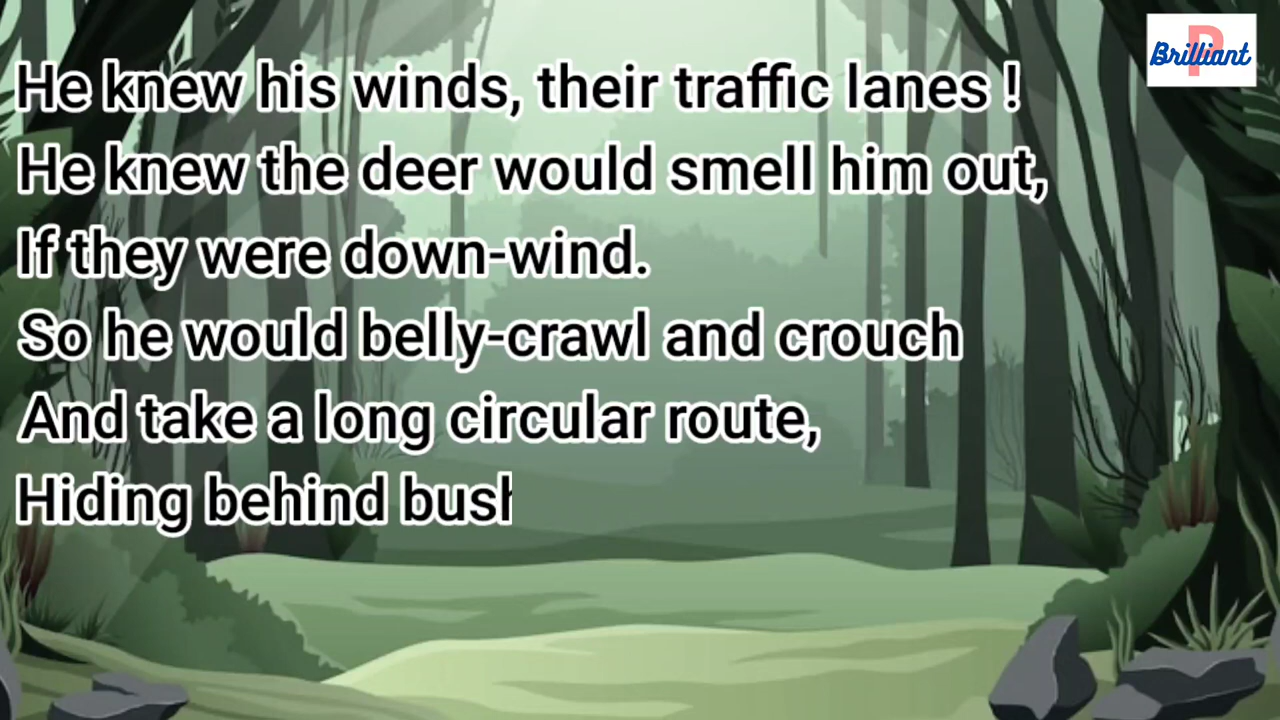 He knew his winds, their traffic lanes !
He knew the deer would smell him out,
If they were down-wind.
So he would belly-crawl and crouch
And take a long circular route,
Hiding behind
P
Brilliant